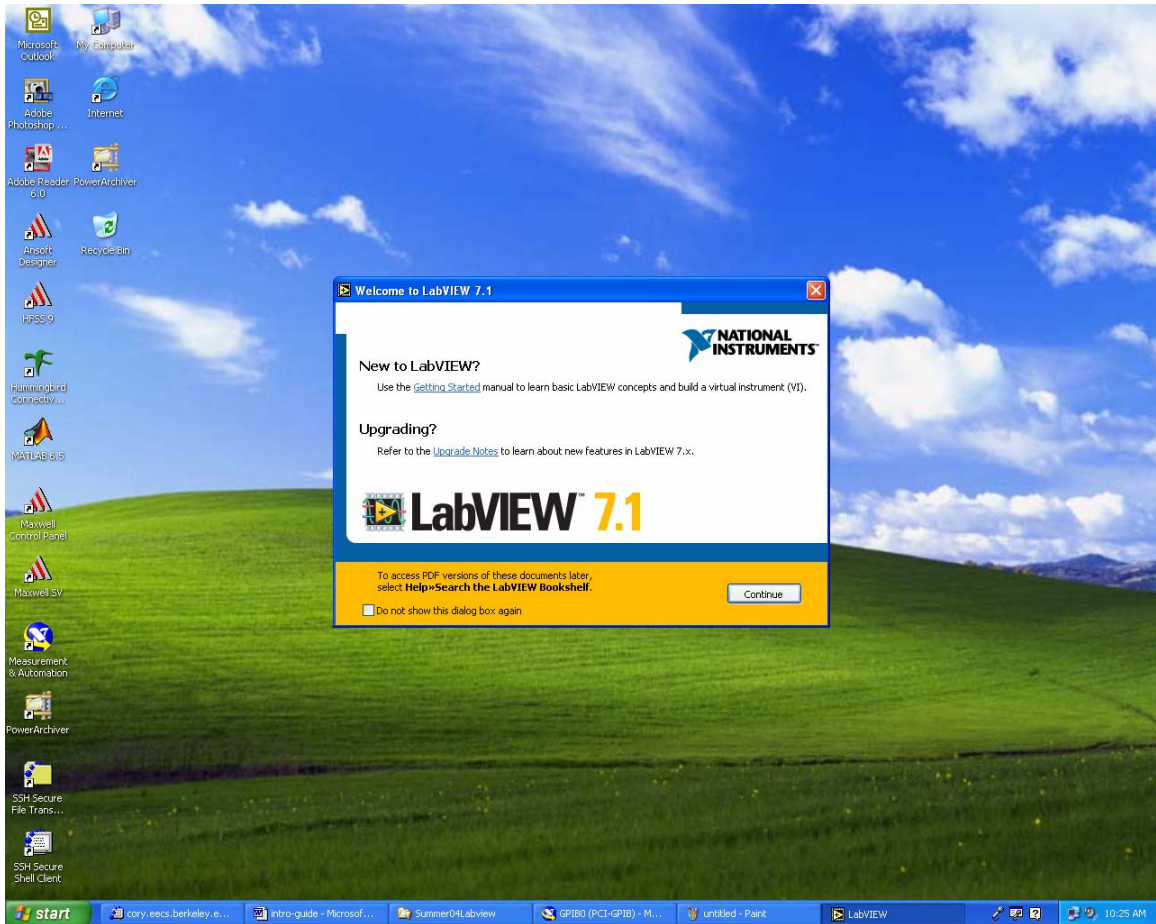 Microsoft
Outlook
My Computer
Adobe
Photoshop ...
Internet
Adobe Reader
6.0
PowerArchiver
Ansoft
Designer
Recycle Bin
HFSS 9
Hummingbird
Connectiv...
MATLAB 6.5
Maxwell
Control Panel
Maxwell SV
Measurement
& Automation
PowerArchiver
SSH Secure
File Trans...
SSH Secure
Shell Client
Welcome to LabVIEW 7.1
NATIONAL
INSTRUMENTS™
New to LabVIEW?
Use the Getting Started manual to learn basic LabVIEW concepts and build a virtual instrument (VI).
Upgrading?
Refer to the Upgrade Notes to learn about new features in LabVIEW 7.x.
LabVIEW™ 7.1
To access PDF versions of these documents later,
select Help»Search the LabVIEW Bookshelf.
Continue
Do not show this dialog box again
start
cory.eecs.berkeley.e...
intro-guide - Microsof...
Summer04Labview
GPIB0 (PCI-GPIB) - M...
untitled - Paint
LabVIEW
10:25 AM